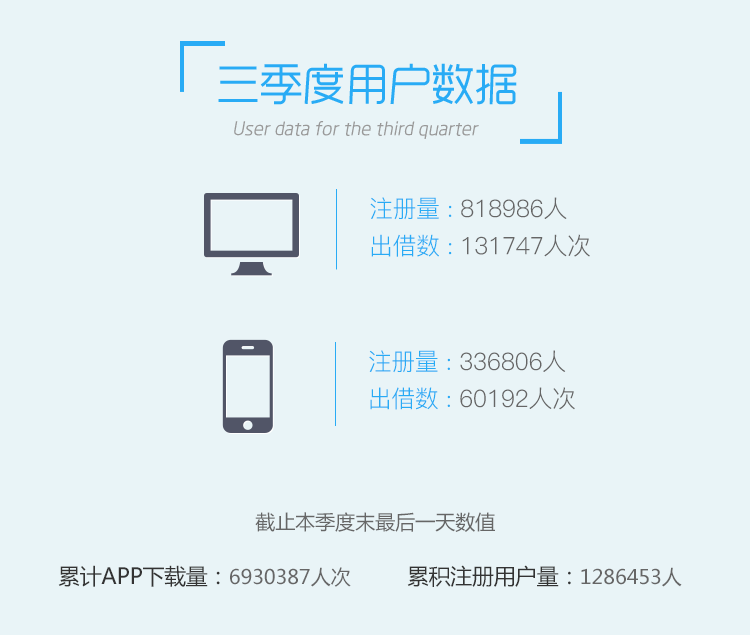 三季度用户数据
User data for the third quarter
注册量：818986人
出借数：131747人次
注册量：336806人
出借数：60192人次
截止本季度末最后一天数值
累计APP下载量：6930387人次 累积注册用户量：1286453人